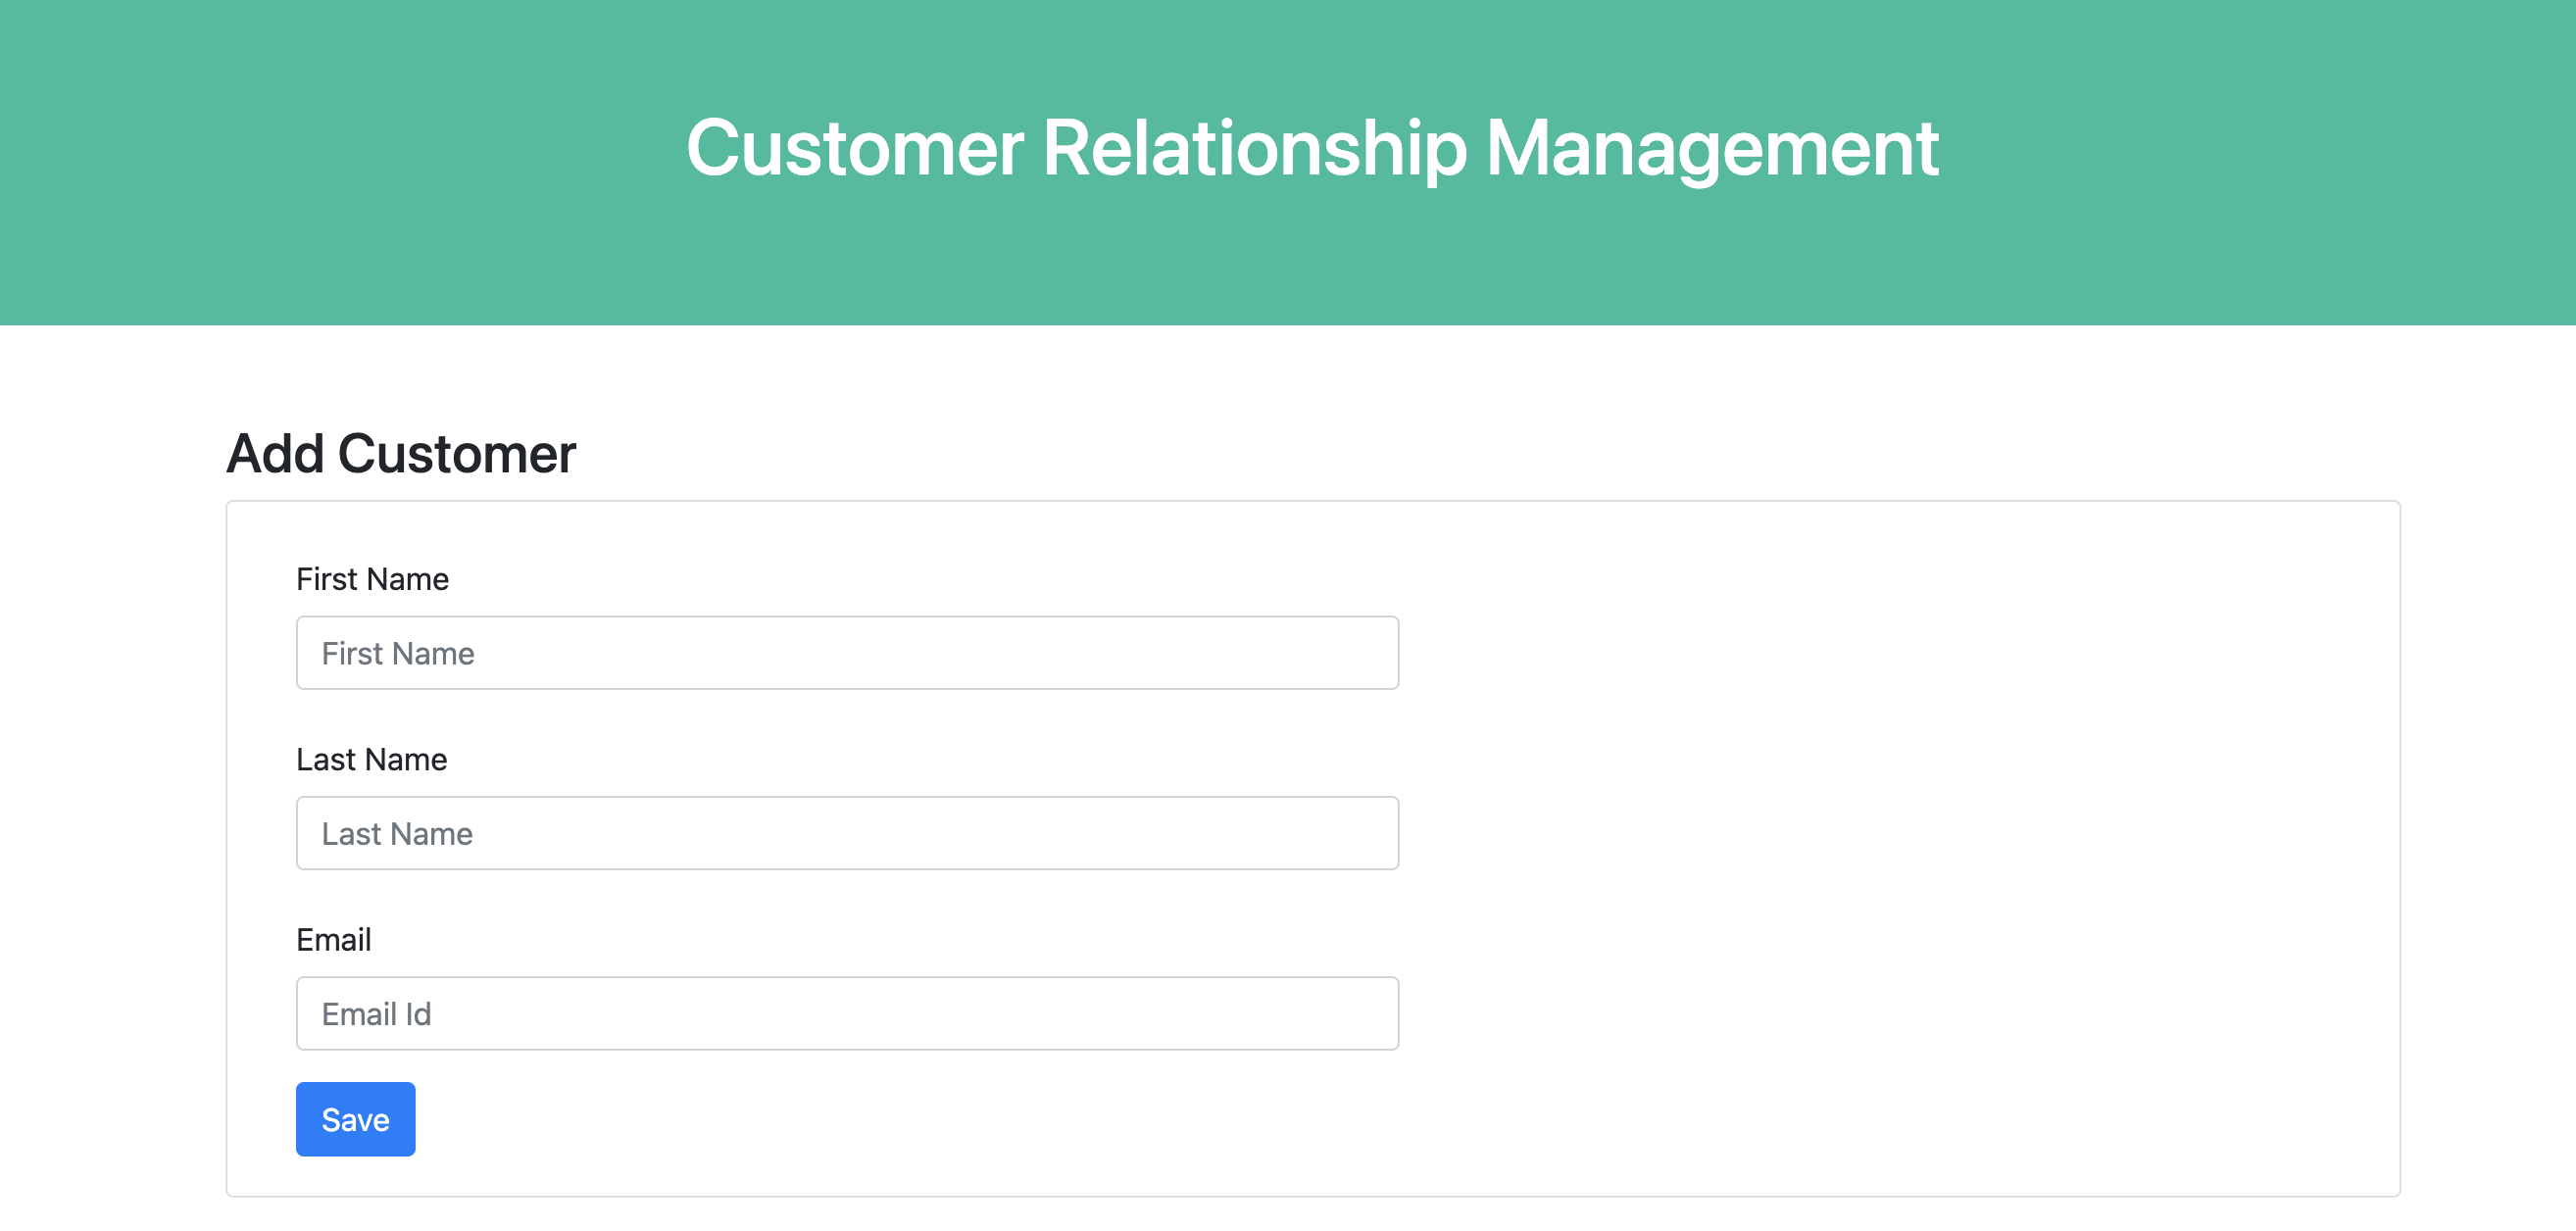 Customer Relationship Management
Add Customer
First Name
First Name
Last Name
Last Name
Email
Email Id
Save